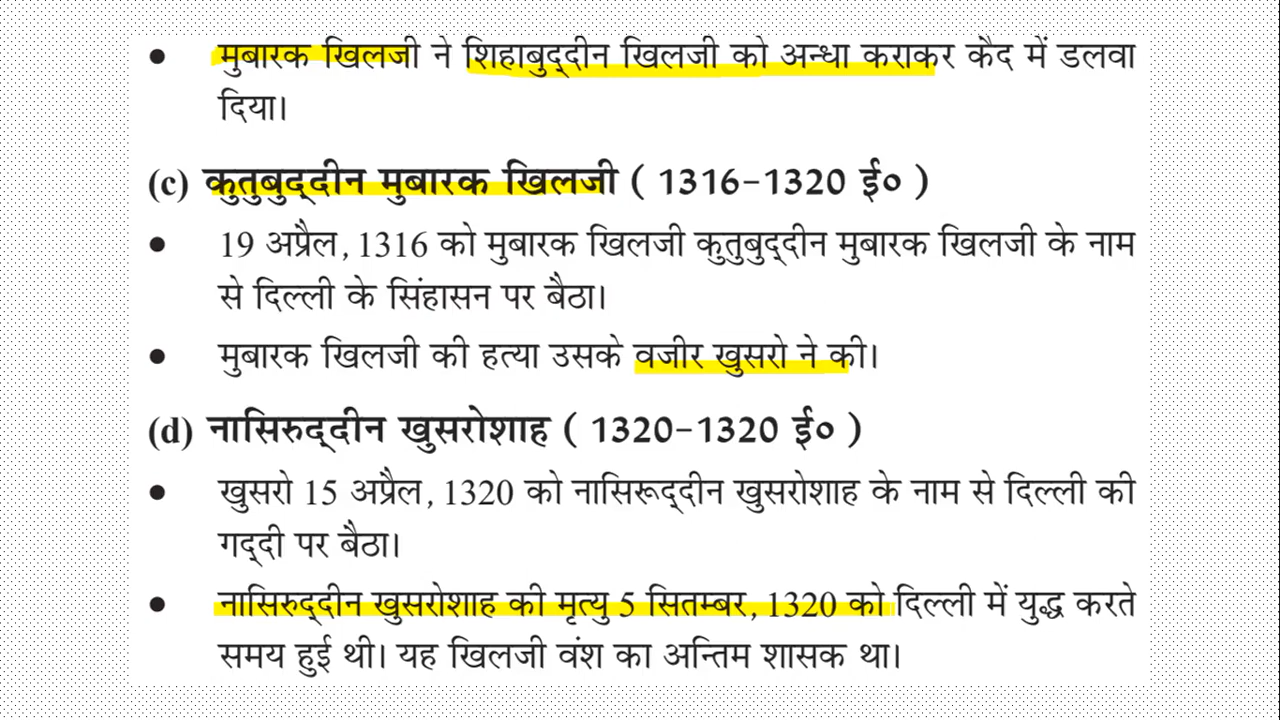 ● मुबारक खिलजी ने शिहाबुद्दीन खिलजी को अन्धा कराकर कैद में डलवा
दिया।
(c) कुतुबुद्दीन मुबारक खिलजी ( 1316-1320 ई० )
● 19 अप्रैल, 1316 को मुबारक खिलजी कुतुबुद्दीन मुबारक खिलजी के नाम
से दिल्ली के सिंहासन पर बैठा।
● मुबारक खिलजी की हत्या उसके वजीर खुसरो ने की।
(d) नासिरुद्दीन खुसरोशाह ( 1320-1320 ई० )
● खुसरो 15 अप्रैल, 1320 को नासिरूद्दीन खुसरोशाह के नाम से दिल्ली की
गद्दी पर बैठा।
● नासिरुद्दीन खुसरोशाह की मृत्यु 5 सितम्बर, 1320 को दिल्ली में युद्ध करते
समय हुई थी। यह खिलजी वंश का अन्तिम शासक था।